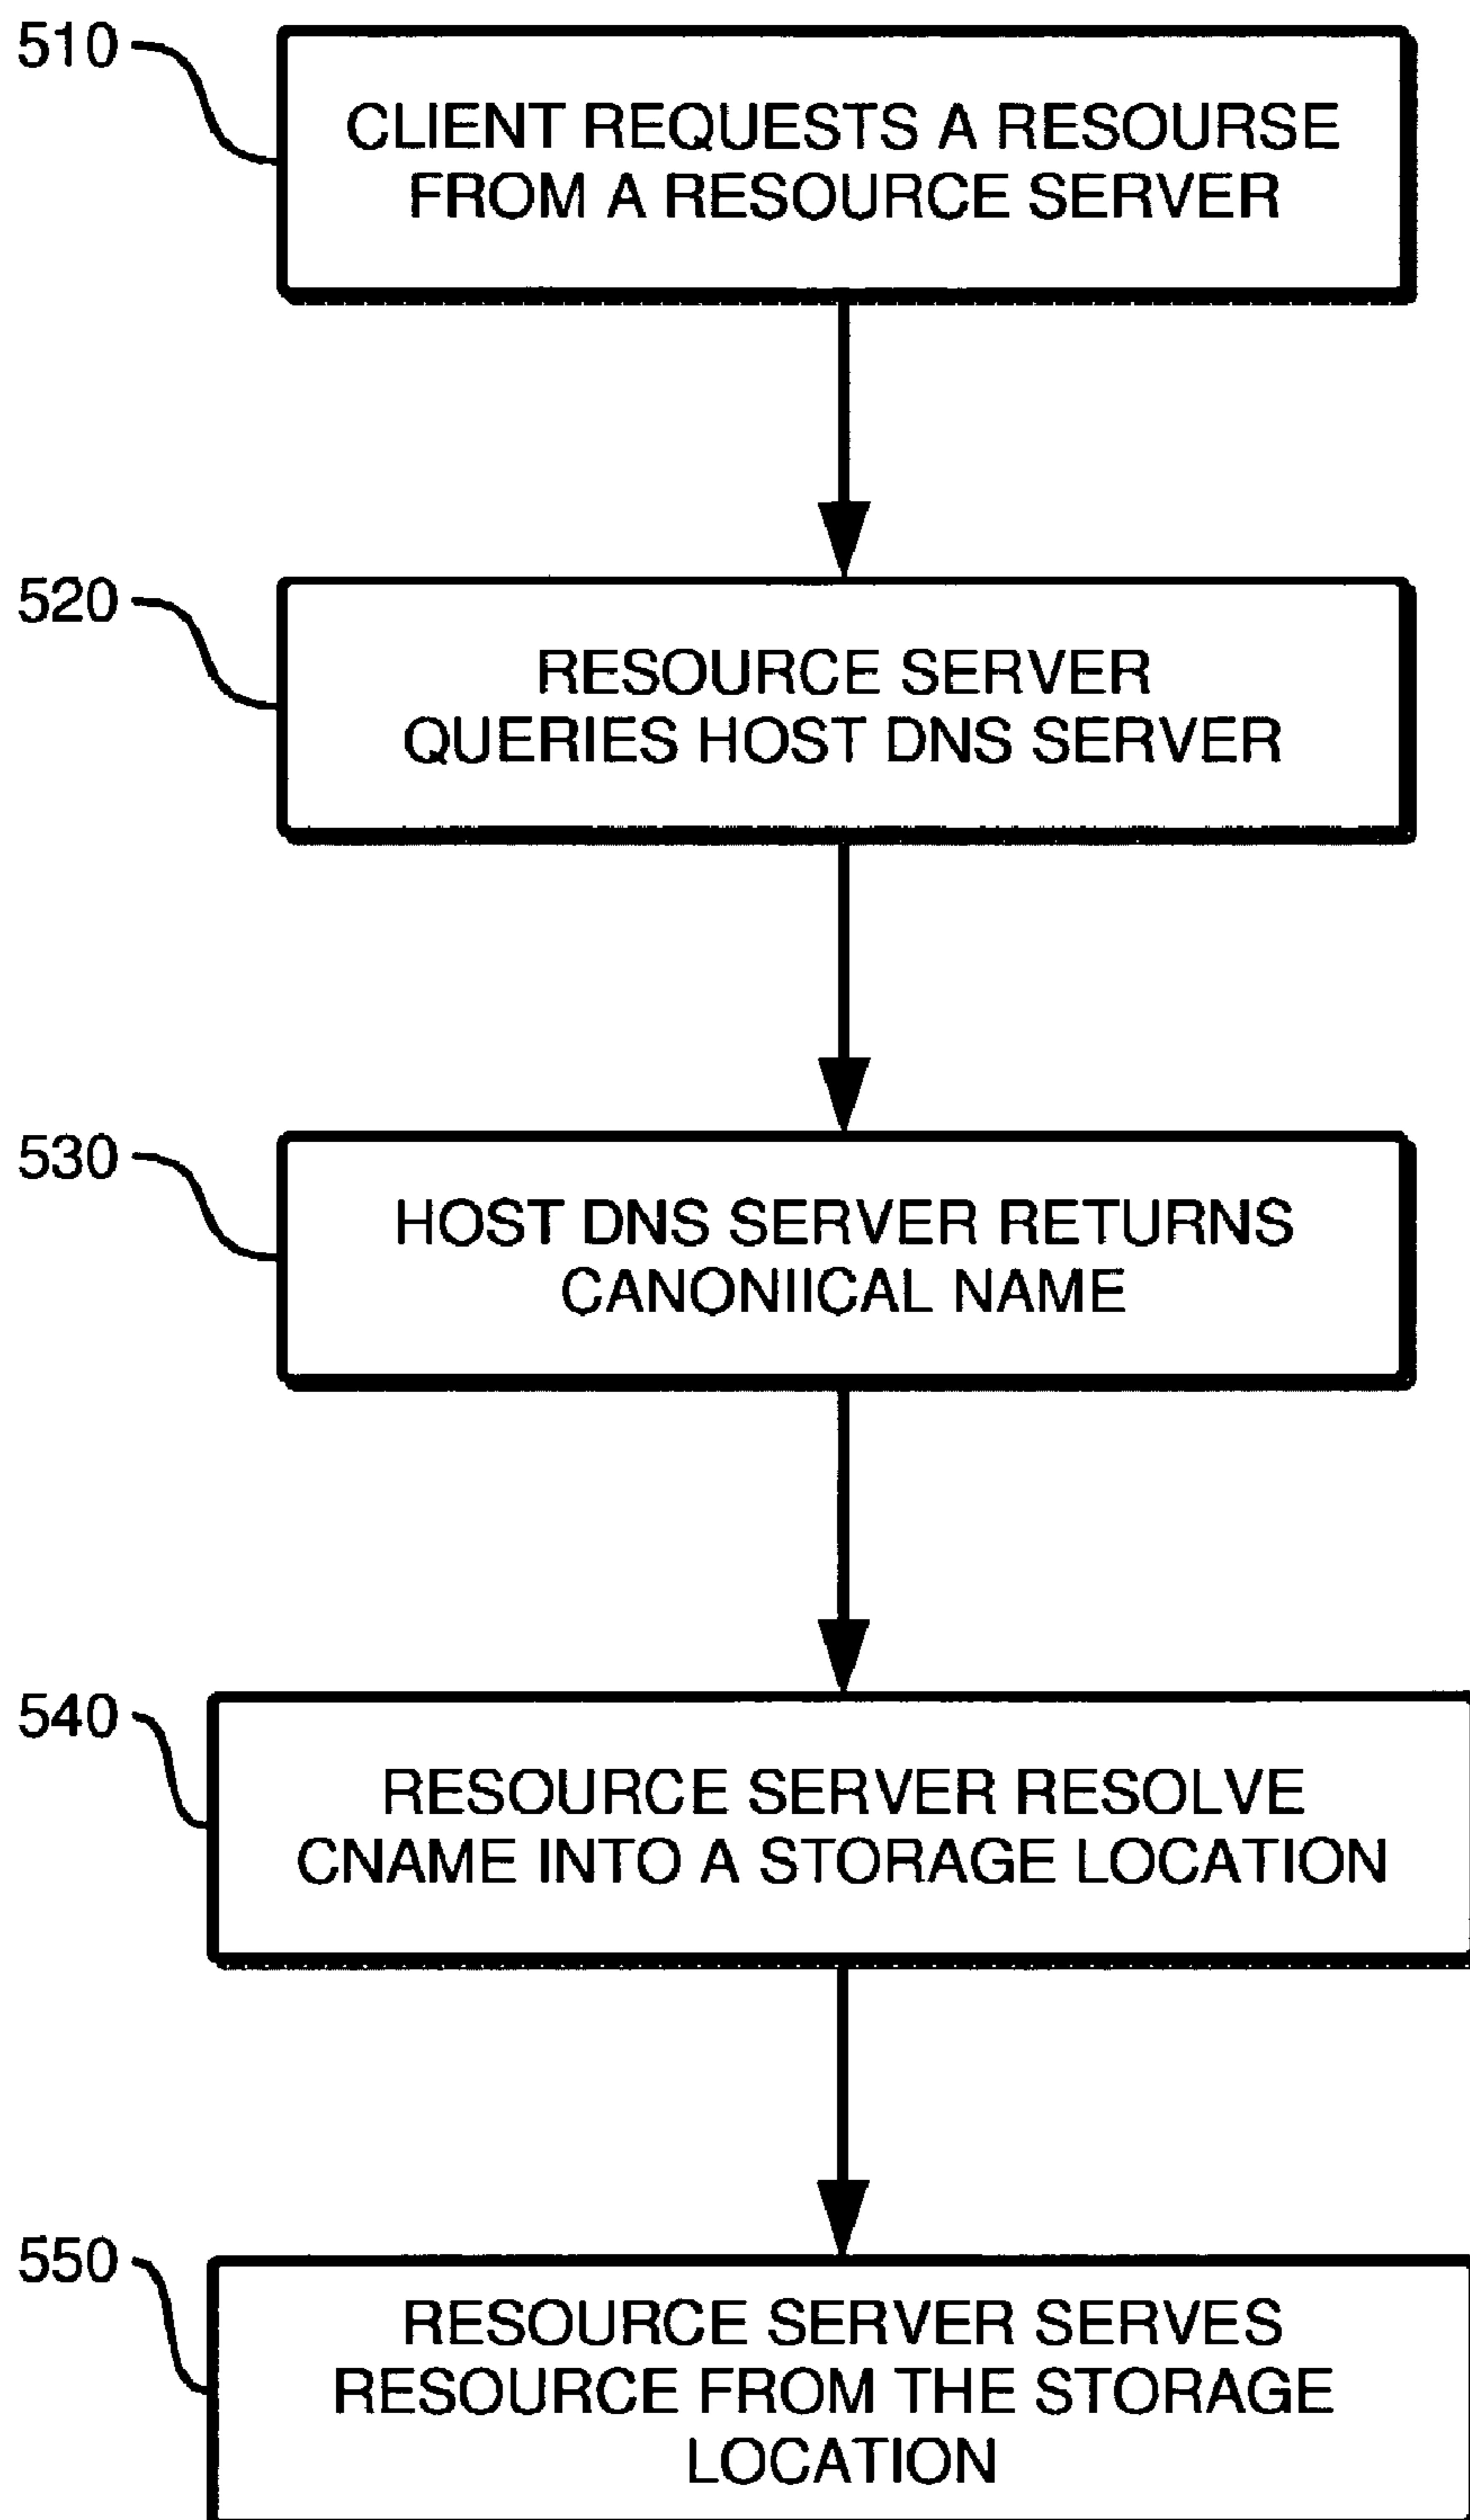 510
CLIENT REQUESTS A RESOURSE
FROM A RESOURCE SERVER
520
RESOURCE SERVER
QUERIES HOST DNS SERVER
530
HOST DNS SERVER RETURNS
CANONIICAL NAME
540
RESOURCE SERVER RESOLVE
CNAME INTO A STORAGE LOCATION
550
RESOURCE SERVER SERVES
RESOURCE FROM THE STORAGE
LOCATION